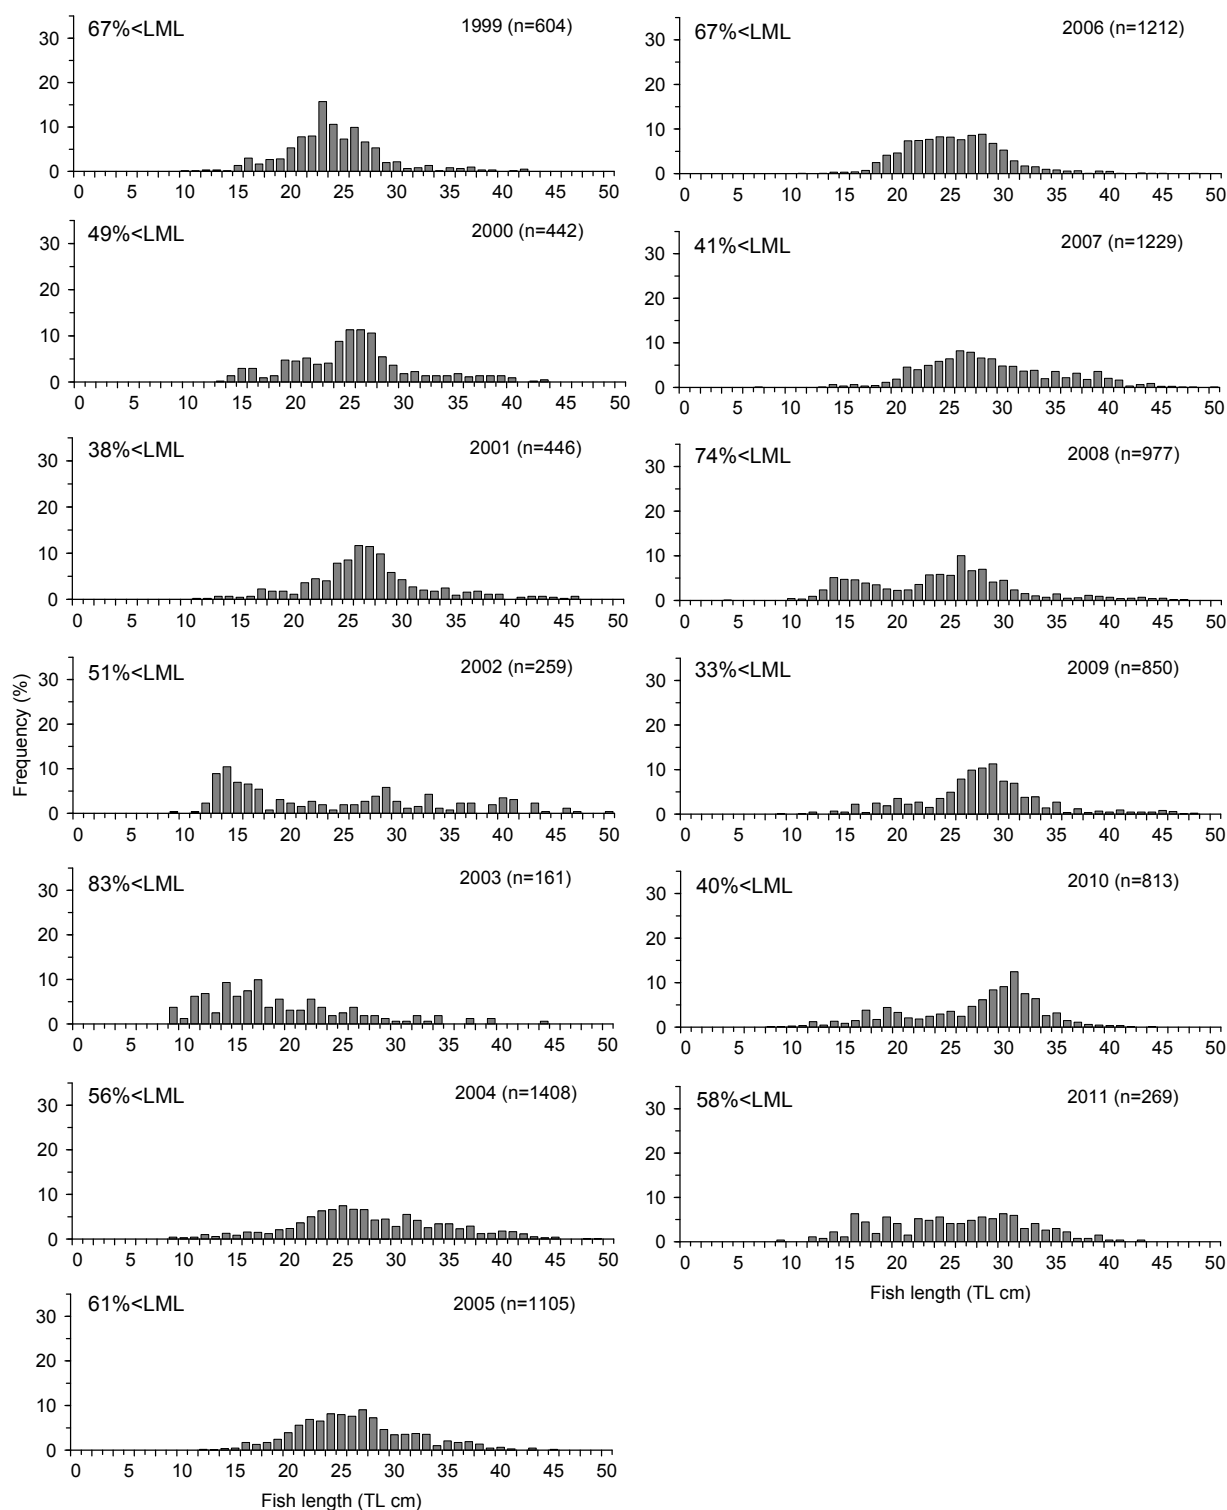 67%<LML
1999 (n=604)
30
20
10
0
0 5 10 15 20 25 30 35 40 45 50
49%<LML
2000 (n=442)
30
20
10
0
0 5 10 15 20 25 30 35 40 45 50
38%<LML
2001 (n=446)
30
20
10
0
0 5 10 15 20 25 30 35 40 45 50
Frequency (%)
51%<LML
2002 (n=259)
30
20
10
0
0 5 10 15 20 25 30 35 40 45 50
83%<LML
2003 (n=161)
30
20
10
0
0 5 10 15 20 25 30 35 40 45 50
56%<LML
2004 (n=1408)
30
20
10
0
0 5 10 15 20 25 30 35 40 45 50
61%<LML
2005 (n=1105)
30
20
10
0
0 5 10 15 20 25 30 35 40 45 50
Fish length (TL cm)
67%<LML
2006 (n=1212)
30
20
10
0
0 5 10 15 20 25 30 35 40 45 50
41%<LML
2007 (n=1229)
30
20
10
0
0 5 10 15 20 25 30 35 40 45 50
74%<LML
2008 (n=977)
30
20
10
0
0 5 10 15 20 25 30 35 40 45 50
33%<LML
2009 (n=850)
30
20
10
0
0 5 10 15 20 25 30 35 40 45 50
40%<LML
2010 (n=813)
30
20
10
0
0 5 10 15 20 25 30 35 40 45 50
58%<LML
2011 (n=269)
30
20
10
0
0 5 10 15 20 25 30 35 40 45 50
Fish length (TL cm)